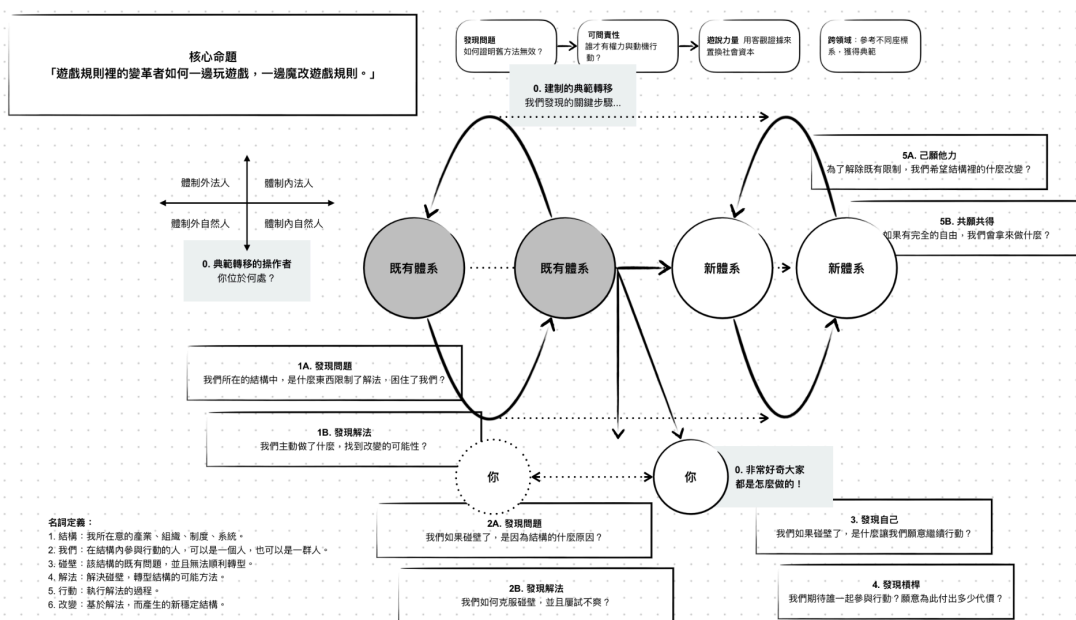 核心命題
「遊戲規則裡的變革者如何一邊玩遊戲，一邊魔改遊戲規則。」
發現問題
如何證明舊方法無效？
可問責性
誰才有權力與動機行
動？
遊說力量 用客觀證據來
置換社會資本
跨領域：參考不同座標
系，獲得典範
0. 建制的典範轉移
我們發現的關鍵步驟...
體制外法人
體制內法人
體制外自然人
體制內自然人
0. 典範轉移的操作者
你位於何處？
既有體系
既有體系
新體系
新體系
5A. 己願他力
為了解除既有限制，我們希望結構裡的什麼改變？
5B. 共願共得
如果有完全的自由，我們會拿來做什麼？
1A. 發現問題
我們所在的結構中，是什麼東西限制了解法，困住了我們？
1B. 發現解法
我們主動做了什麼，找到改變的可能性？
你
你
0. 非常好奇大家
都是怎麼做的！
2A. 發現問題
我們如果碰壁了，是因為結構的什麼原因？
2B. 發現解法
我們如何克服碰壁，並且屢試不爽？
3. 發現自己
我們如果碰壁了，是什麼讓我們願意繼續行動？
4. 發現槓桿
我們期待誰一起參與行動？願意為此付出多少代價？
名詞定義：
1. 結構：我所在意的產業、組織、制度、系統。
2. 我們：在結構內參與行動的人，可以是一個人，也可以是一群人。
3. 碰壁：該結構的既有問題，並且無法順利轉型。
4. 解法：解決碰壁，轉型結構的可能方法。
5. 行動：執行解法的過程。
6. 改變：基於解法，而產生的新穩定結構。